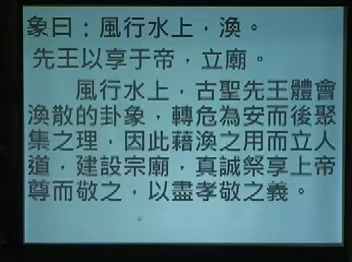 象曰：風行水上，渙。
先王以享于帝，立廟。
風行水上，古聖先王體會
渙散的卦象，轉危為安而後聚
集之理，因此藉渙之用而立人
道，建設宗廟，真誠祭享上帝
尊而敬之，以盡孝敬之義。